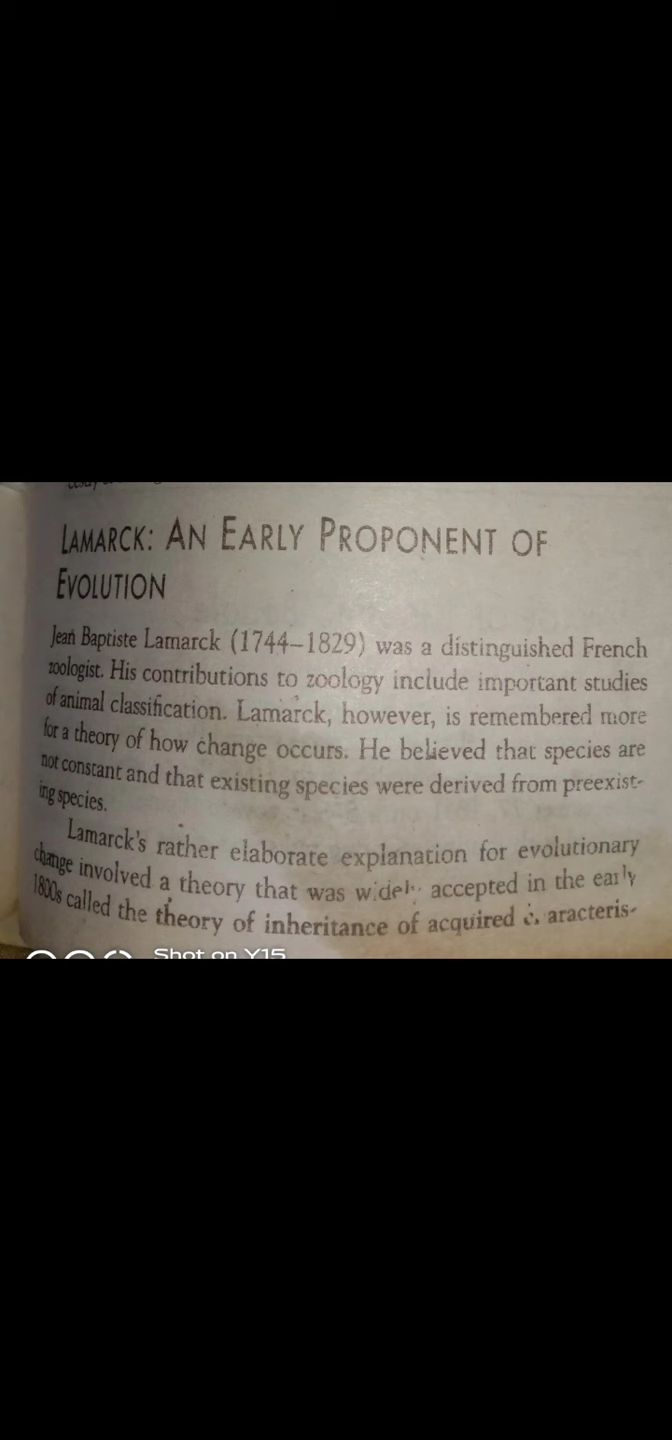 LAMARCK: AN EARLY PROPONENT OF
EVOLUTION
Jean Baptiste Lamarck (1744–1829) was a distinguished French
zoologist. His contributions to zoology include important studies
of animal classification. Lamarck, however, is remembered more
for a theory of how change occurs. He believed that species are
not constant and that existing species were derived from preexist-
ing species.
Lamarck's rather elaborate explanation for evolutionary
change involved a theory that was widely accepted in the early
1800s called the theory of inheritance of acquired characteris-
Shot on Y15